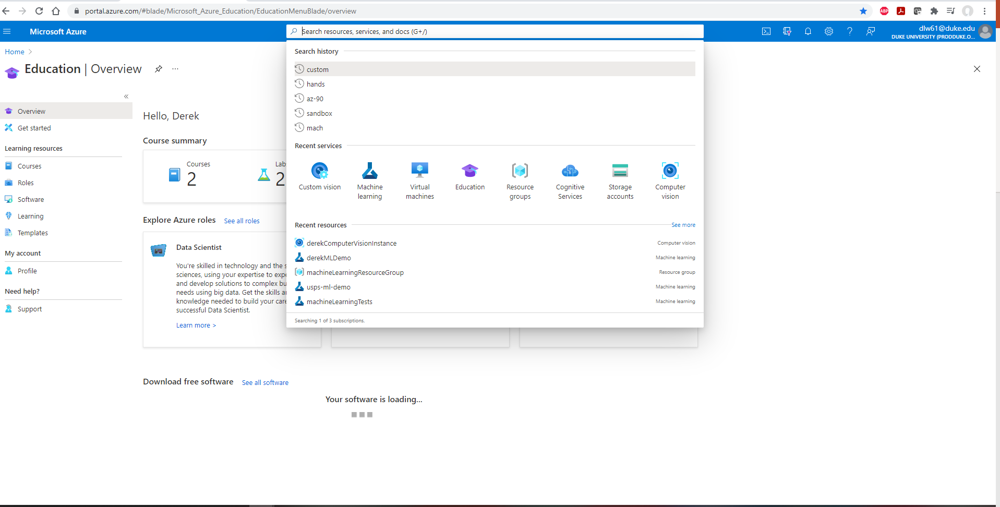 portal.azure.com/#blade/Microsoft_Azure_Education/EducationMenuBlade/overview
ABP
Microsoft Azure
Search resources, services, and docs (G+/)
dlw61@duke.edu
DUKE UNIVERSITY (PRODDUKE.O...
Home >
Education | Overview
...
«
Overview
Get started
Learning resources
Courses
Roles
Software
Learning
Templates
My account
Profile
Need help?
Support
Hello, Derek
Course summary
Courses
2
Lab
2
Explore Azure roles
See all roles
Data Scientist
You're skilled in technology and the s
sciences, using your expertise to expe
and develop solutions to complex bu
needs using big data. Get the skills a
knowledge needed to build your care
successful Data Scientist.
Learn more >
Download free software
See all software
Your software is loading...
Search history
custom
hands
az-90
sandbox
mach
Recent services
Custom vision
Machine
learning
Virtual
machines
Education
Resource
groups
Cognitive
Services
Storage
accounts
Computer
vision
Recent resources
See more
derekComputerVisionInstance
Computer vision
derekMLDemo
Machine learning
machineLearningResourceGroup
Resource group
usps-ml-demo
Machine learning
machineLearningTests
Machine learning
Searching 1 of 3 subscriptions.